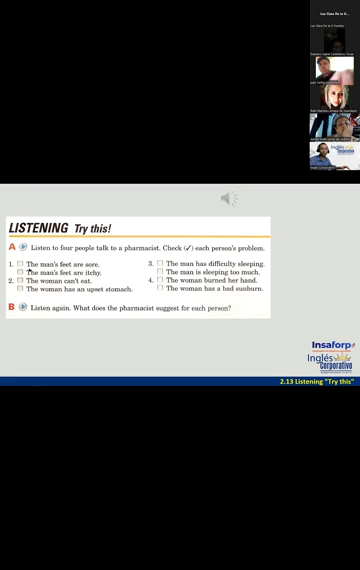 LISTENING Try this!
A Listen to four people talk to a pharmacist. Check (✓) each person's problem.
1. The man's feet are sore.
The man's feet are itchy.
2. The woman can't eat.
The woman has an upset stomach.
3. The man has difficulty sleeping.
The man is sleeping too much.
4. The woman burned her hand.
The woman has a bad sunburn.
B Listen again. What does the pharmacist suggest for each person?
Insaforp
Inglés
Corporativo
2.13 Listening "Try this"